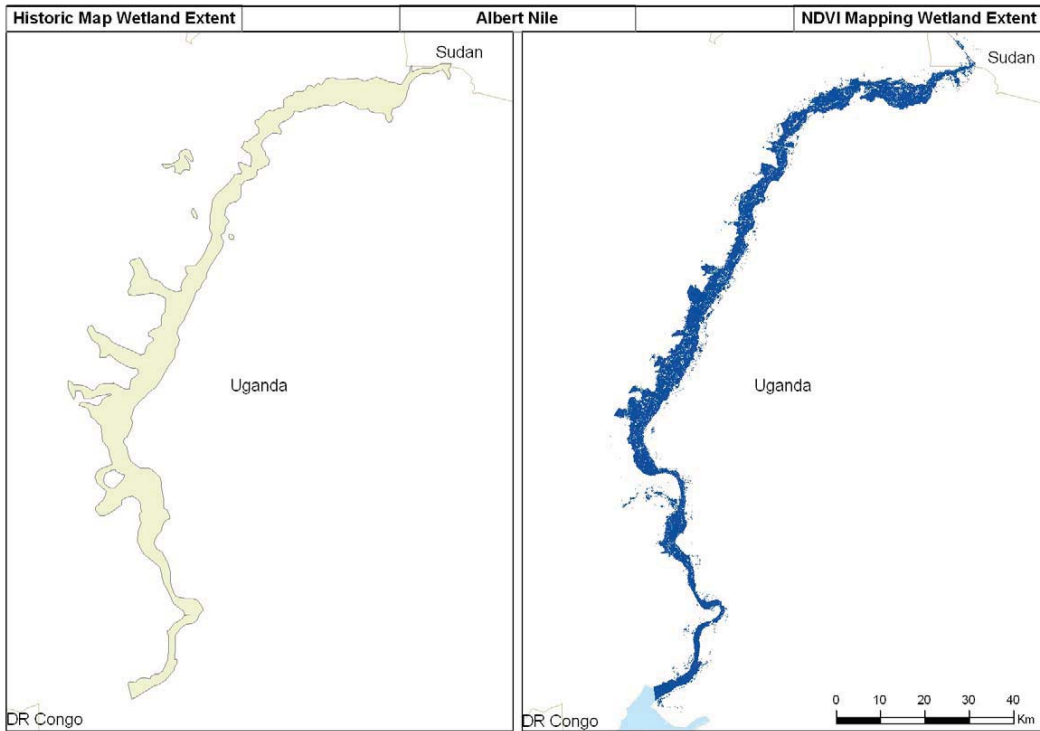 Historic Map Wetland Extent
Albert Nile
NDVI Mapping Wetland Extent
Sudan
Sudan
Uganda
Uganda
DR Congo
DR Congo
0 10 20 30 40
Km